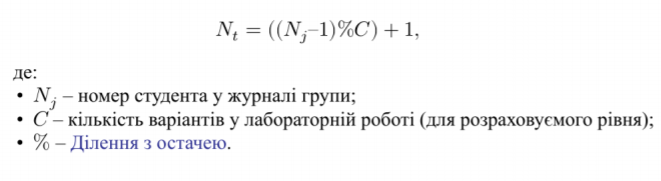 N_t = ((N_j–1)%C) + 1,
де:
• N_j – номер студента у журналі групи;
• C – кількість варіантів у лабораторній роботі (для розраховуємого рівня);
• % – Ділення з остачею.